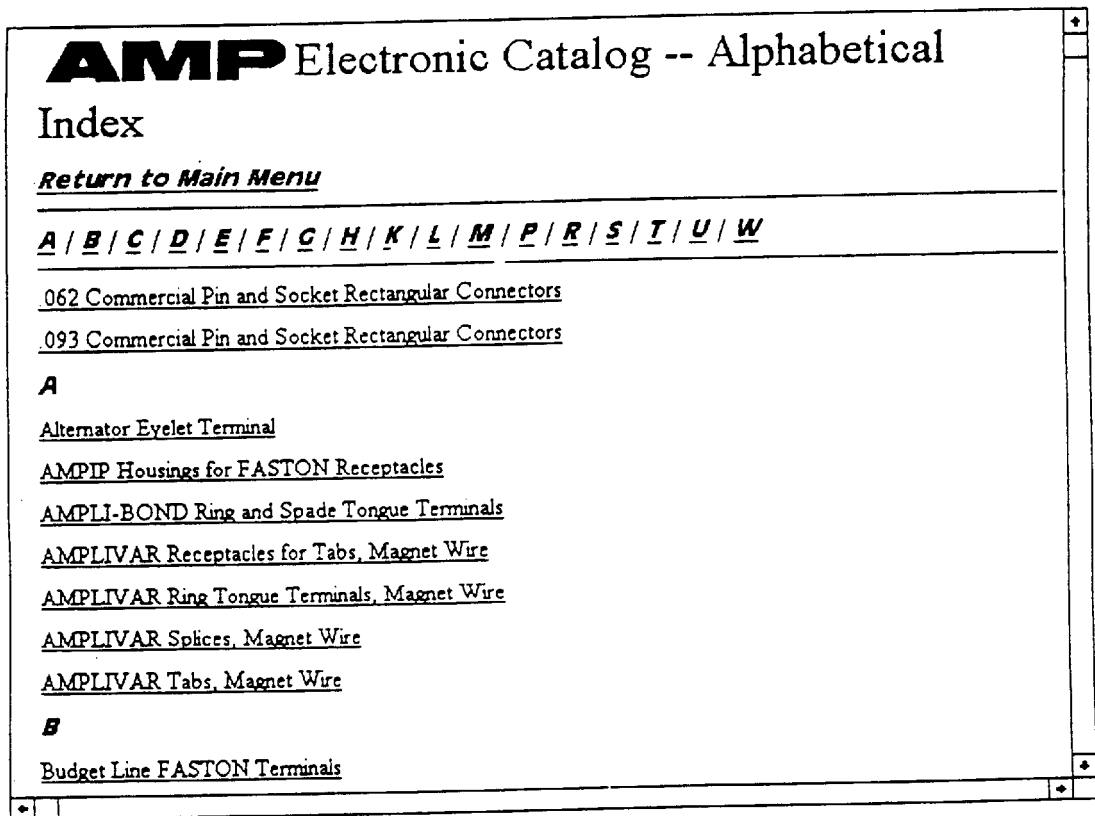 AMP Electronic Catalog -- Alphabetical
Index
Return to Main Menu
A / B / C / D / E / F / G / H / K / L / M / P / R / S / T / U / W
.062 Commercial Pin and Socket Rectangular Connectors
.093 Commercial Pin and Socket Rectangular Connectors
A
Alternator Eyelet Terminal
AMPIP Housings for FASTON Receptacles
AMPLI-BOND Ring and Spade Tongue Terminals
AMPLIVAR Receptacles for Tabs, Magnet Wire
AMPLIVAR Ring Tongue Terminals, Magnet Wire
AMPLIVAR Splices, Magnet Wire
AMPLIVAR Tabs, Magnet Wire
B
Budget Line FASTON Terminals